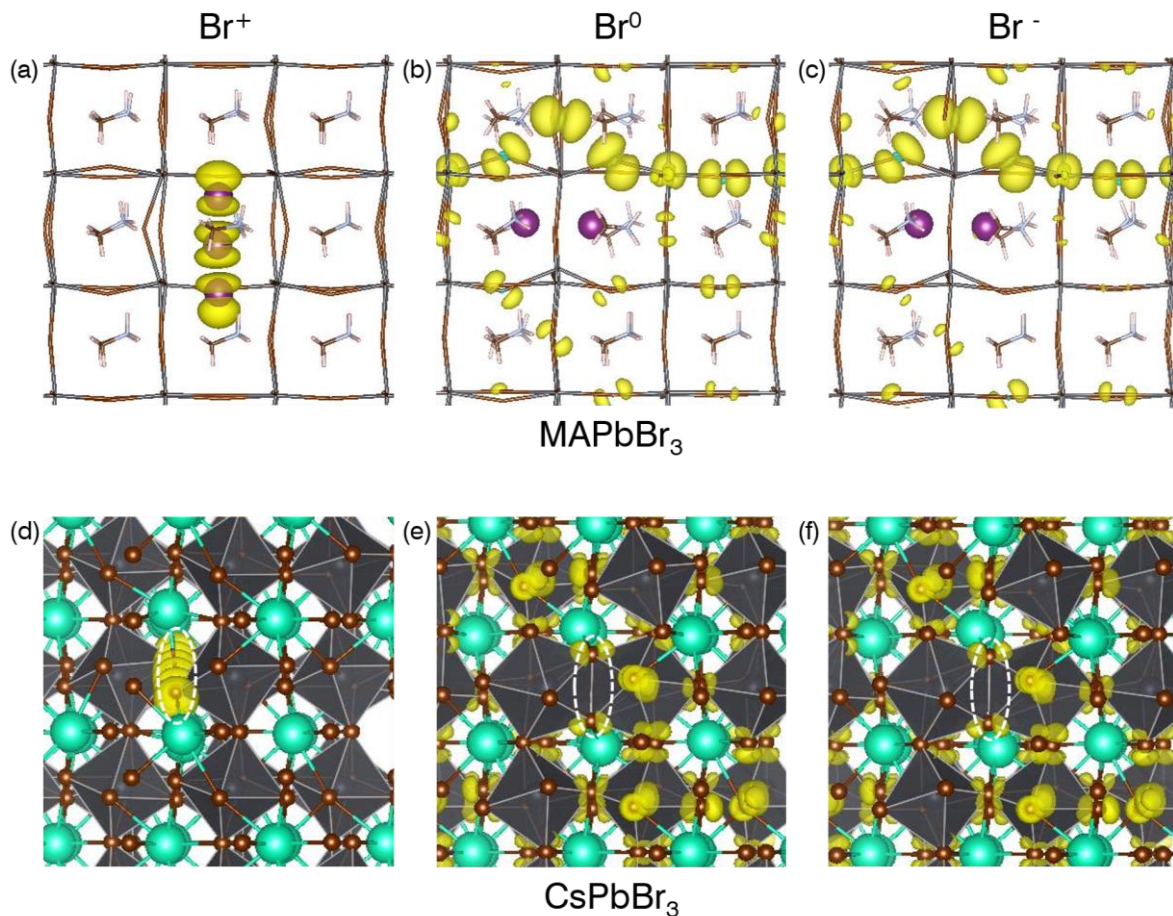 Br⁺ Br⁰ Br⁻
(a) (b) (c)
MAPbBr₃
(d) (e) (f)
CsPbBr₃